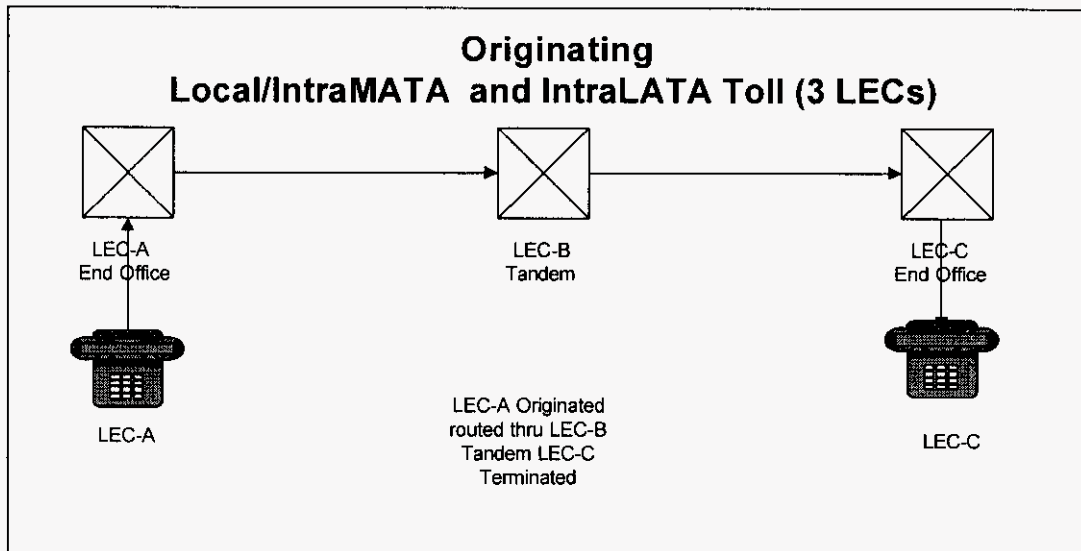 Originating
Local/IntraMATA and IntraLATA Toll (3 LECs)
LEC-A
End Office
LEC-B
Tandem
LEC-C
End Office
LEC-A
LEC-A Originated
routed thru LEC-B
Tandem LEC-C
Terminated
LEC-C